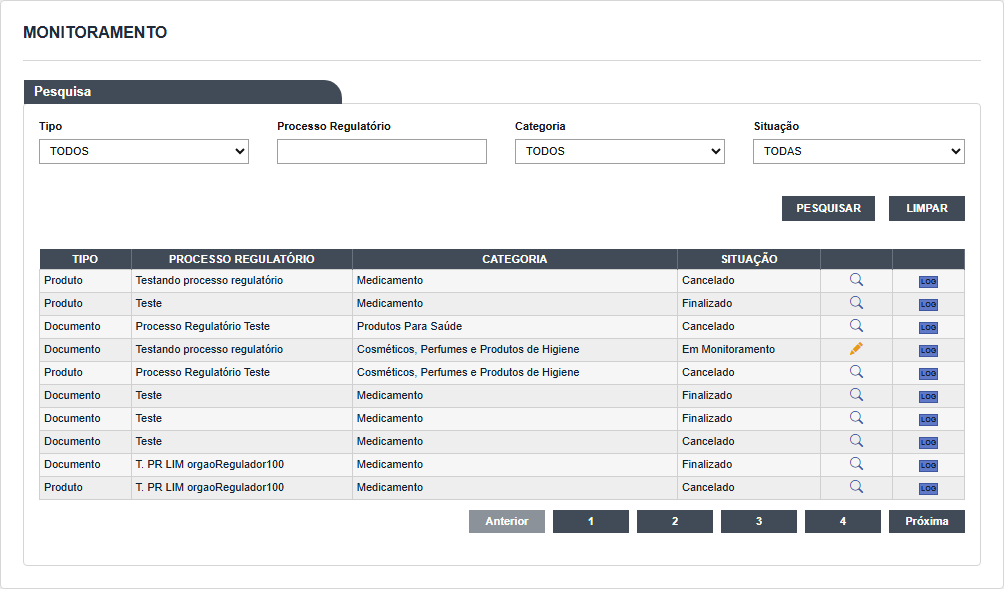 MONITORAMENTO
Pesquisa
Tipo Processo Regulatório Categoria Situação
TODOS TODOS TODAS
PESQUISAR LIMPAR
TIPO PROCESSO REGULATÓRIO CATEGORIA SITUAÇÃO
Produto Testando processo regulatório Medicamento Cancelado LOG
Produto Teste Medicamento Finalizado LOG
Documento Processo Regulatório Teste Produtos Para Saúde Cancelado LOG
Documento Testando processo regulatório Cosméticos, Perfumes e Produtos de Higiene Em Monitoramento LOG
Produto Processo Regulatório Teste Cosméticos, Perfumes e Produtos de Higiene Cancelado LOG
Documento Teste Medicamento Finalizado LOG
Documento Teste Medicamento Finalizado LOG
Documento Teste Medicamento Cancelado LOG
Documento T. PR LIM orgaoRegulador100 Medicamento Finalizado LOG
Produto T. PR LIM orgaoRegulador100 Medicamento Cancelado LOG
Anterior 1 2 3 4 Próxima